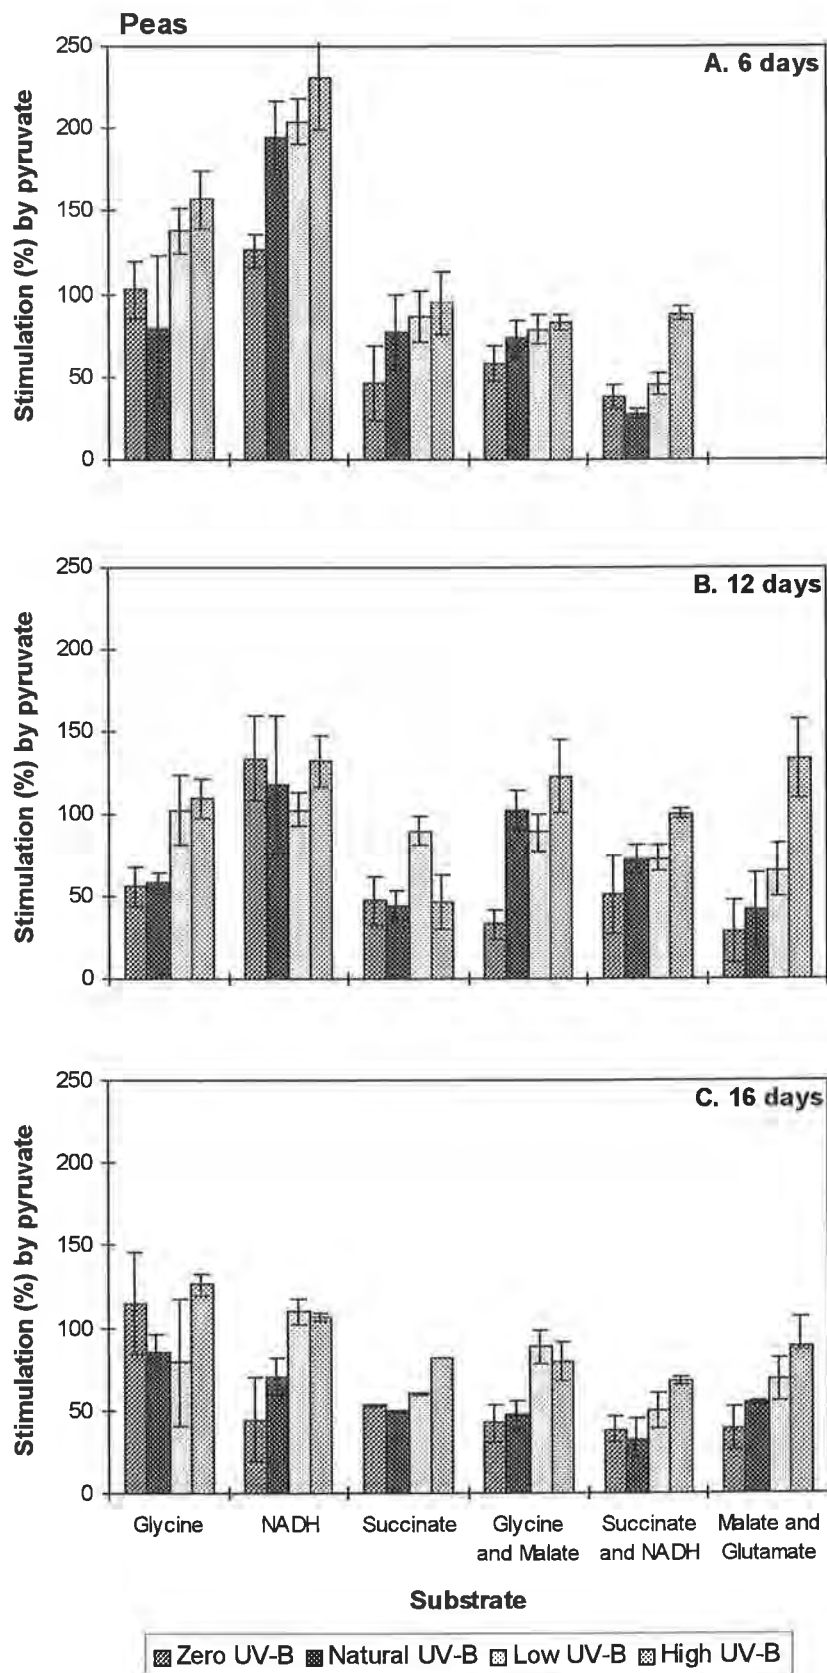 Peas
A. 6 days
250
200
150
100
50
0
Stimulation (%) by pyruvate
B. 12 days
250
200
150
100
50
0
Stimulation (%) by pyruvate
C. 16 days
250
200
150
100
50
0
Stimulation (%) by pyruvate
Glycine NADH Succinate Glycine and Malate Succinate and NADH Malate and Glutamate
Substrate
Zero UV-B Natural UV-B Low UV-B High UV-B